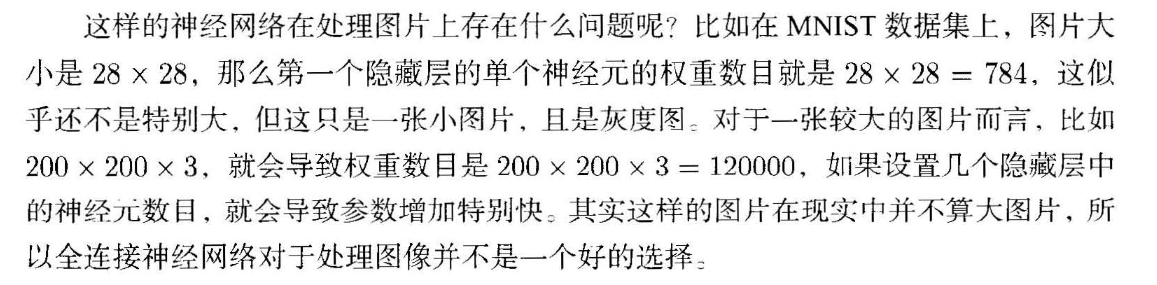 这样的神经网络在处理图片上存在什么问题呢？比如在 MNIST 数据集上，图片大
小是 28 × 28，那么第一个隐藏层的单个神经元的权重数目就是 28 × 28 = 784，这似
乎还不是特别大，但这只是一张小图片，且是灰度图。对于一张较大的图片而言，比如
200 × 200 × 3，就会导致权重数目是 200 × 200 × 3 = 120000，如果设置几个隐藏层中
的神经元数目，就会导致参数增加特别快。其实这样的图片在现实中并不算大图片，所
以全连接神经网络对于处理图像并不是一个好的选择。